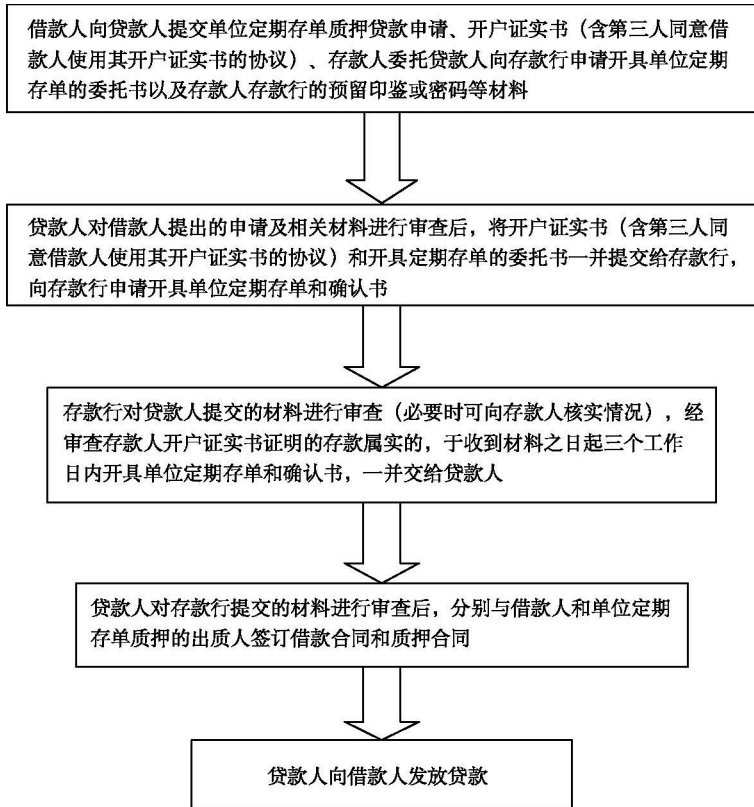 借款人向贷款人提交单位定期存单质押贷款申请、开户证实书（含第三人同意借
款人使用其开户证实书的协议）、存款人委托贷款人向存款行申请开具单位定期
存单的委托书以及存款人存款行的预留印鉴或密码等材料
贷款人对借款人提出的申请及相关材料进行审查后，将开户证实书（含第三人同
意借款人使用其开户证实书的协议）和开具定期存单的委托书一并提交给存款行，
向存款行申请开具单位定期存单和确认书
存款行对贷款人提交的材料进行审查（必要时可向存款人核实情况），经
审查存款人开户证实书证明的存款属实的，于收到材料之日起三个工作
日内开具单位定期存单和确认书，一并交给贷款人
贷款人对存款行提交的材料进行审查后，分别与借款人和单位定期
存单质押的出质人签订借款合同和质押合同
贷款人向借款人发放贷款